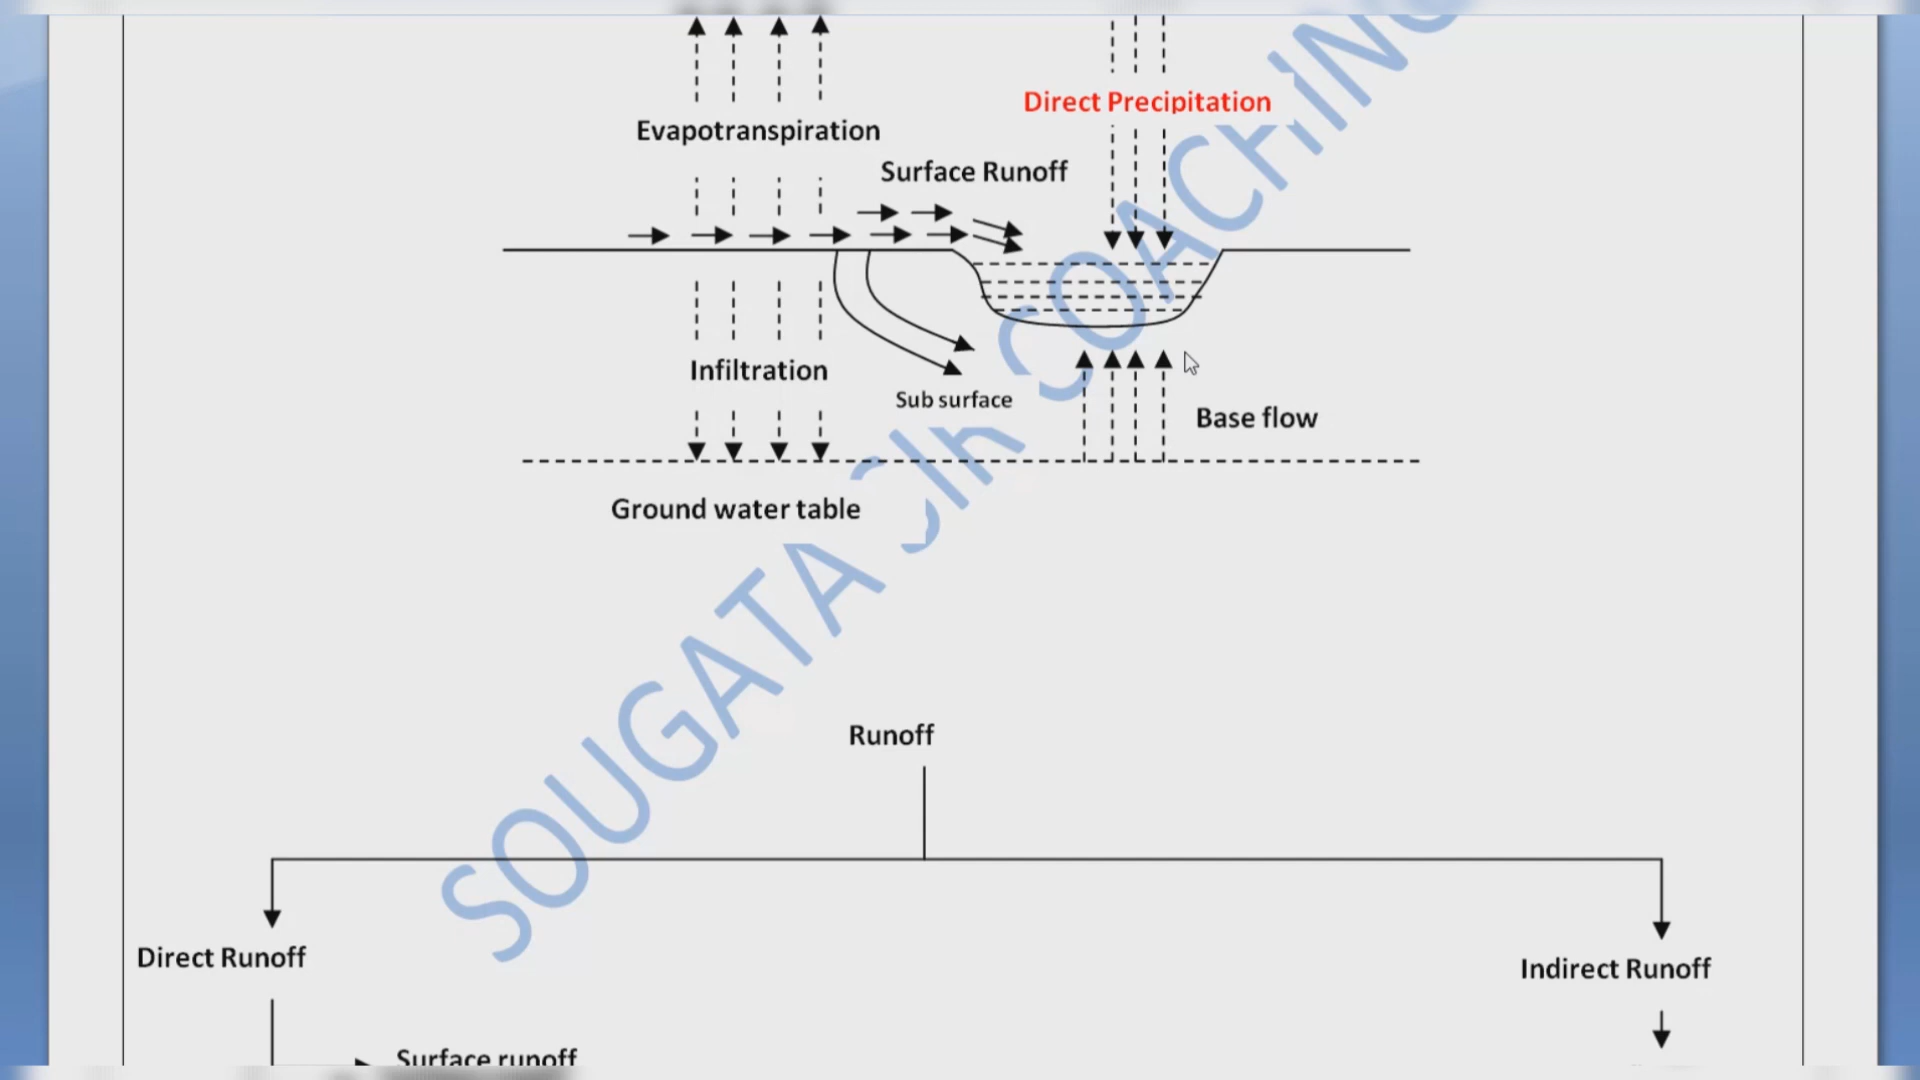 Direct Precipitation
Evapotranspiration
Surface Runoff
Infiltration
Sub surface
Base flow
Ground water table
SOUGATA SIR COACHING
Runoff
Direct Runoff
Indirect Runoff
Surface runoff